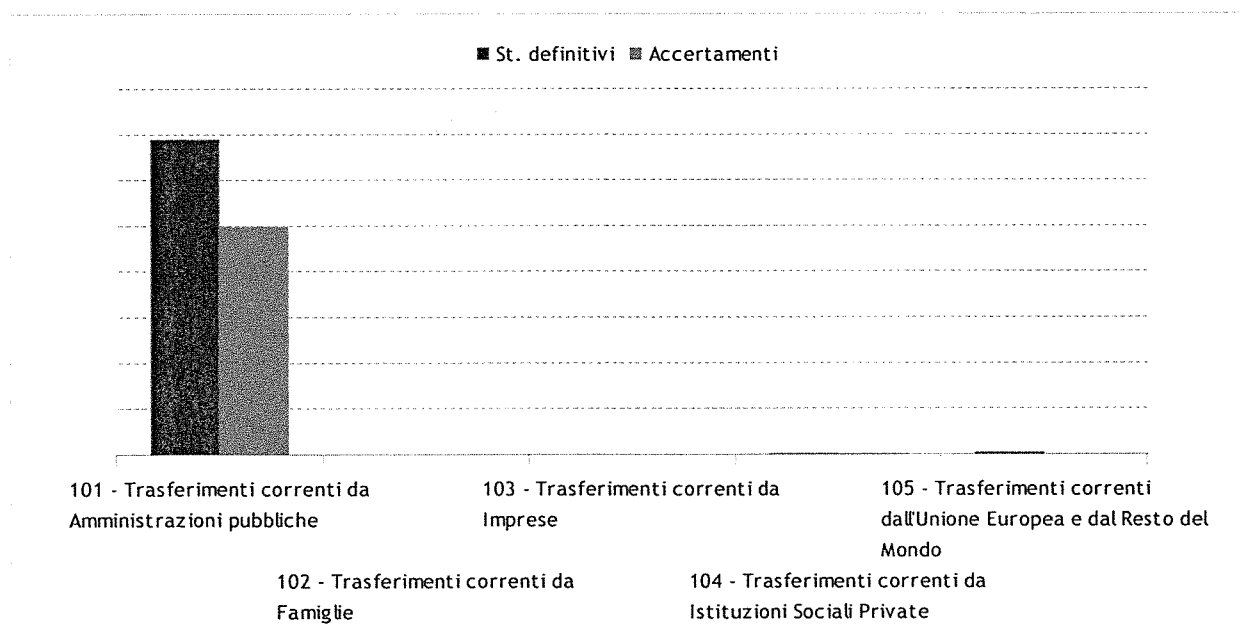 St. definitivi Accertamenti
101 - Trasferimenti correnti da
Amministrazioni pubbliche
102 - Trasferimenti correnti da
Famiglie
103 - Trasferimenti correnti da
Imprese
104 - Trasferimenti correnti da
Istituzioni Sociali Private
105 - Trasferimenti correnti
dall'Unione Europea e dal Resto del
Mondo